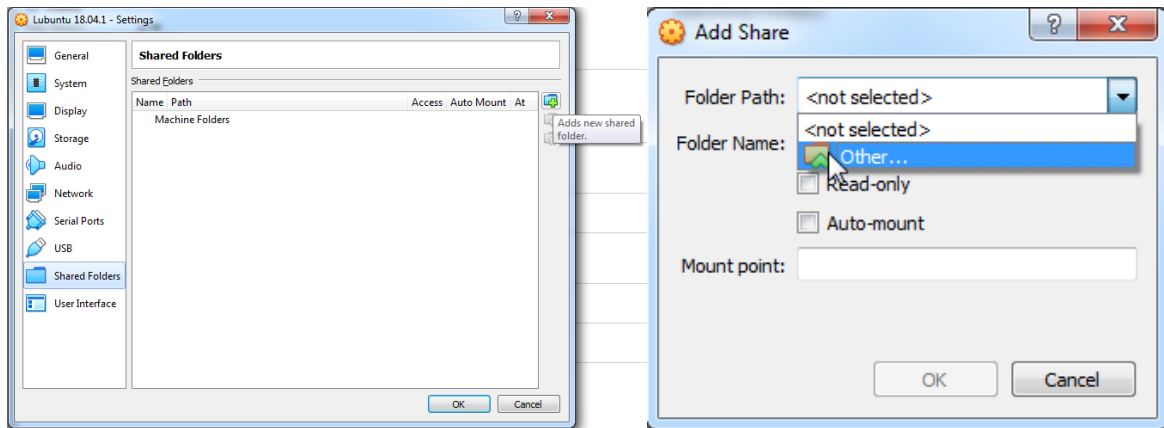 Lubuntu 18.04.1 - Settings
General
System
Display
Storage
Audio
Network
Serial Ports
USB
Shared Folders
User Interface
Shared Folders
Shared Folders
Name Path Access Auto Mount At
Machine Folders
Adds new shared
folder.
OK Cancel
Add Share
Folder Path: <not selected>
<not selected>
Folder Name: Other...
Read-only
Auto-mount
Mount point:
OK Cancel